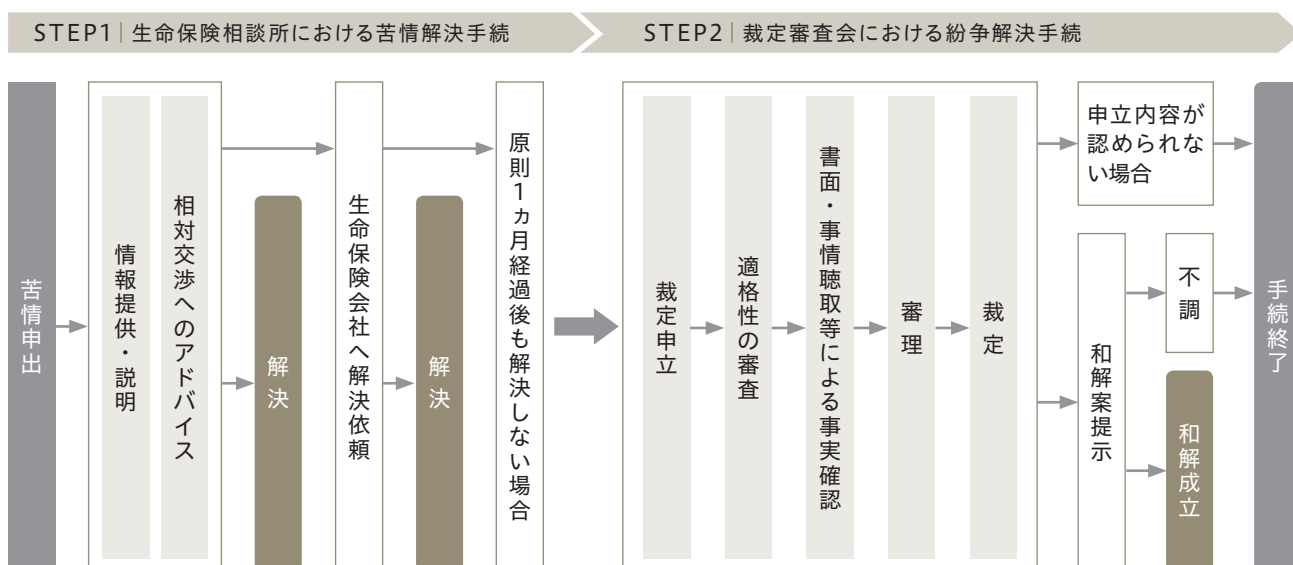 STEP1｜生命保険相談所における苦情解決手続
STEP2｜裁定審査会における紛争解決手続
苦情申出
情報提供・説明
相対交渉へのアドバイス
解決
生命保険会社へ解決依頼
解決
原則1ヵ月経過後も解決しない場合
裁定申立
適格性の審査
書面・事情聴取等による事実確認
審理
裁定
申立内容が
認められな
い場合
和解案提示
不調
和解成立
手続終了